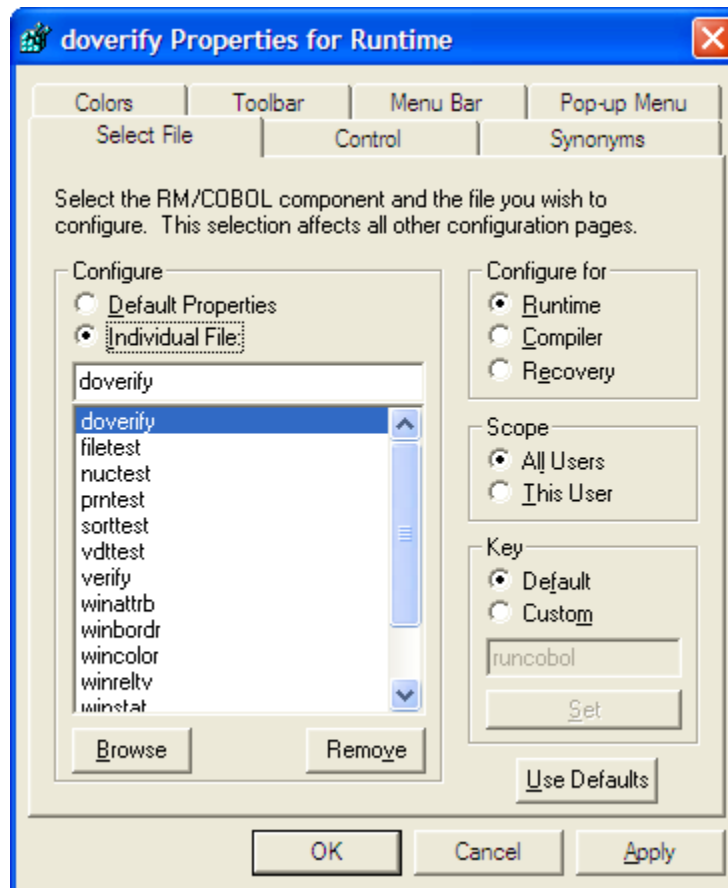 doverify Properties for Runtime
Colors Toolbar Menu Bar Pop-up Menu
Select File Control Synonyms
Select the RM/COBOL component and the file you wish to
configure. This selection affects all other configuration pages.
Configure
Default Properties
Individual File:
doverify
doverify
filetest
nuctest
prntest
sorttest
vdttest
verify
winattrb
winbordr
wincolor
winreltv
winstat
Browse Remove
Configure for
Runtime
Compiler
Recovery
Scope
All Users
This User
Key
Default
Custom
runcobol
Set
Use Defaults
OK Cancel Apply